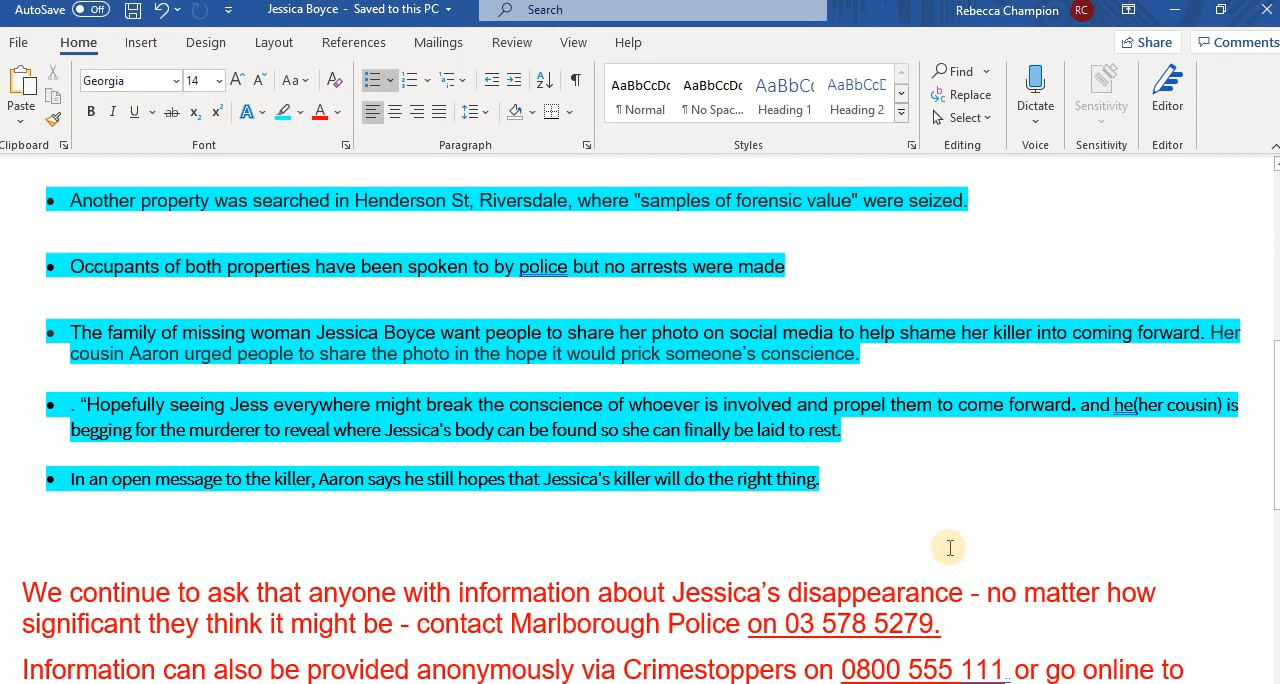 AutoSave Off Jessica Boyce - Saved to this PC Search Rebecca Champion RC
File Home Insert Design Layout References Mailings Review View Help Share Comments
Paste Georgia 14 Aa A AaBbCcDc AaBbCcDc AaBbC AaBbCcD Find
Replace
B I U ab x₂ x² A A ¶ Normal ¶ No Spac... Heading 1 Heading 2 Select Dictate Sensitivity Editor
Clipboard Font Paragraph Styles Editing Voice Sensitivity Editor
• Another property was searched in Henderson St, Riversdale, where "samples of forensic value" were seized.
• Occupants of both properties have been spoken to by police but no arrests were made
• The family of missing woman Jessica Boyce want people to share her photo on social media to help shame her killer into coming forward. Her
cousin Aaron urged people to share the photo in the hope it would prick someone’s conscience.
• . “Hopefully seeing Jess everywhere might break the conscience of whoever is involved and propel them to come forward. and he(her cousin) is
begging for the murderer to reveal where Jessica's body can be found so she can finally be laid to rest.
• In an open message to the killer, Aaron says he still hopes that Jessica's killer will do the right thing.
We continue to ask that anyone with information about Jessica’s disappearance - no matter how
significant they think it might be - contact Marlborough Police on 03 578 5279.
Information can also be provided anonymously via Crimestoppers on 0800 555 111 or go online to